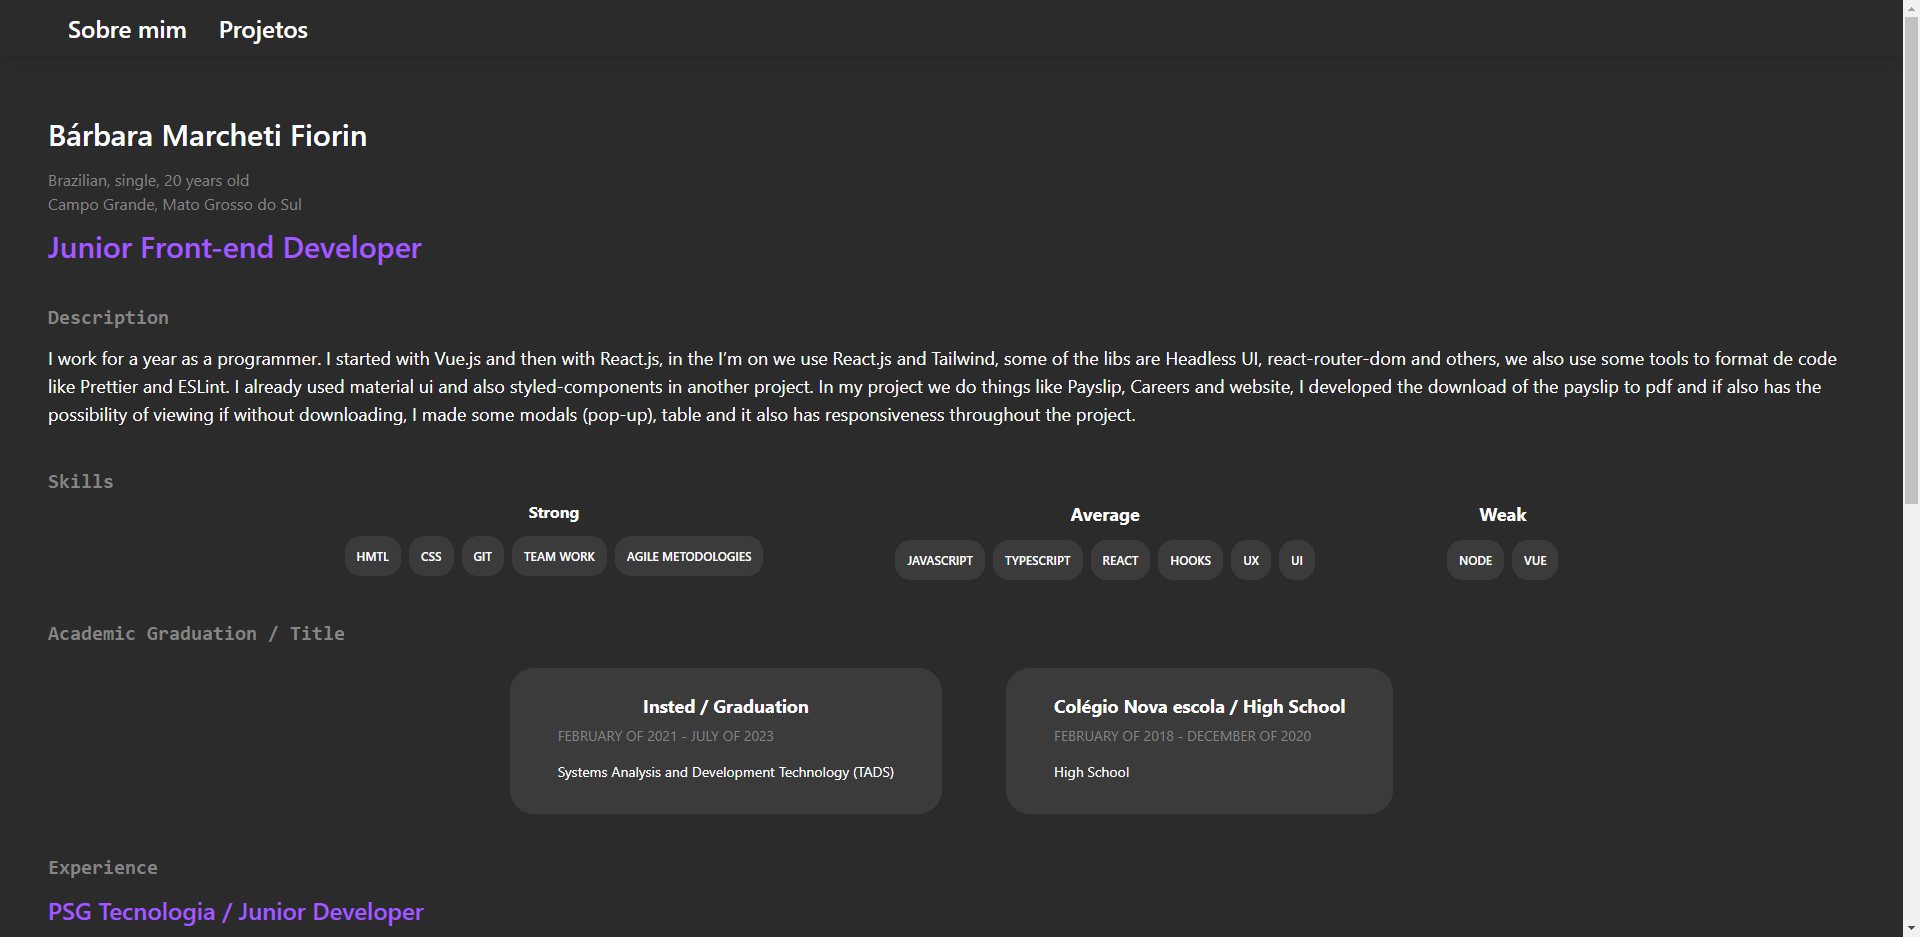 Sobre mim Projetos
Bárbara Marcheti Fiorin
Brazilian, single, 20 years old
Campo Grande, Mato Grosso do Sul
Junior Front-end Developer
Description
I work for a year as a programmer. I started with Vue.js and then with React.js, in the I’m on we use React.js and Tailwind, some of the libs are Headless UI, react-router-dom and others, we also use some tools to format de code
like Prettier and ESLint. I already used material ui and also styled-components in another project. In my project we do things like Payslip, Careers and website, I developed the download of the payslip to pdf and if also has the
possibility of viewing if without downloading, I made some modals (pop-up), table and it also has responsiveness throughout the project.
Skills
Strong
HMTL CSS GIT TEAM WORK AGILE METODOLOGIES
Average
JAVASCRIPT TYPESCRIPT REACT HOOKS UX UI
Weak
NODE VUE
Academic Graduation / Title
Insted / Graduation
FEBRUARY OF 2021 - JULY OF 2023
Systems Analysis and Development Technology (TADS)
Colégio Nova escola / High School
FEBRUARY OF 2018 - DECEMBER OF 2020
High School
Experience
PSG Tecnologia / Junior Developer